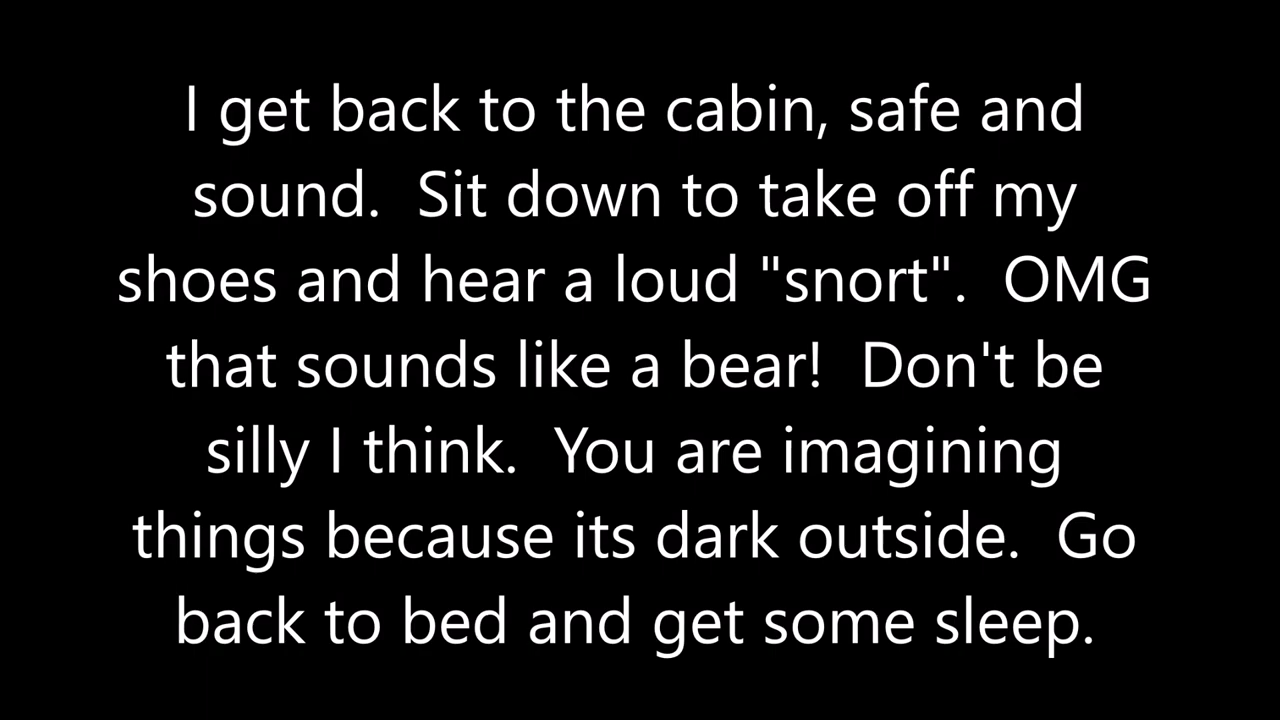 I get back to the cabin, safe and
sound.  Sit down to take off my
shoes and hear a loud "snort".  OMG
that sounds like a bear!  Don't be
silly I think.  You are imagining
things because its dark outside.  Go
back to bed and get some sleep.